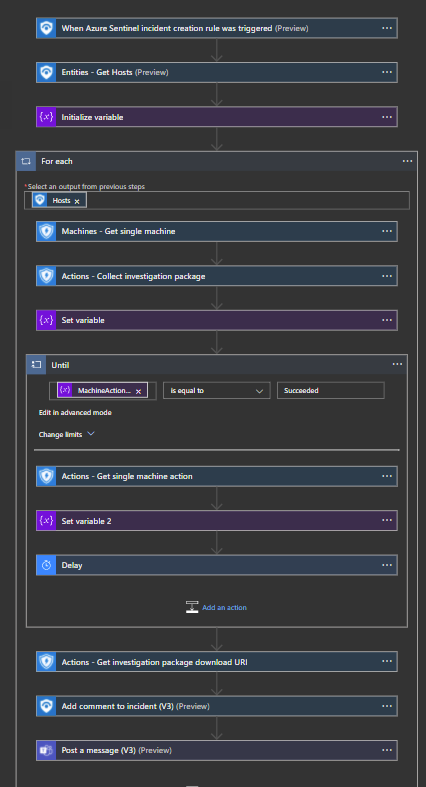 When Azure Sentinel incident creation rule was triggered (Preview)
Entities - Get Hosts (Preview)
{x} Initialize variable
For each
*Select an output from previous steps
Hosts x
Machines - Get single machine
Actions - Collect investigation package
{x} Set variable
Until
{x} MachineAction... x is equal to Succeeded
Edit in advanced mode
Change limits
Actions - Get single machine action
{x} Set variable 2
Delay
Add an action
Actions - Get investigation package download URI
Add comment to incident (V3) (Preview)
Post a message (V3) (Preview)